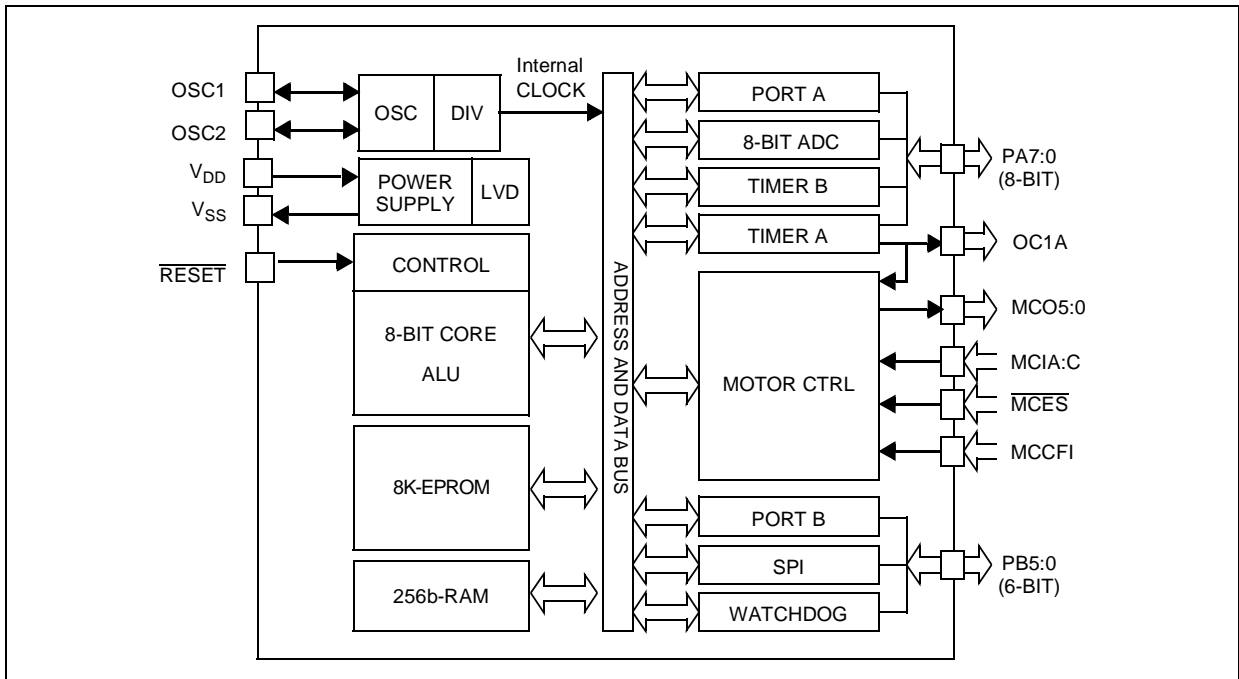 OSC1
OSC2
VDD
VSS
RESET
OSC
DIV
Internal
CLOCK
POWER
SUPPLY
LVD
CONTROL
8-BIT CORE
ALU
8K-EPROM
256b-RAM
ADDRESS AND DATA BUS
PORT A
8-BIT ADC
TIMER B
TIMER A
MOTOR CTRL
PORT B
SPI
WATCHDOG
PA7:0
(8-BIT)
OC1A
MCO5:0
MCIA:C
MCES
MCCFI
PB5:0
(6-BIT)